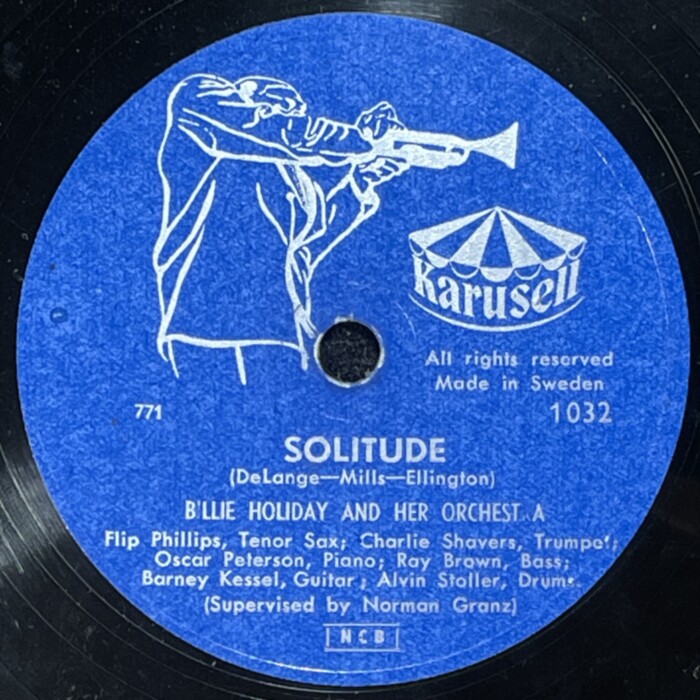 Karusell
All rights reserved
Made in Sweden
771
1032
SOLITUDE
(DeLange—Mills—Ellington)
B'LLIE HOLIDAY AND HER ORCHEST A
Flip Phillips, Tenor Sax; Charlie Shavers, Trumpet;
Oscar Peterson, Piano; Ray Brown, Bass;
Barney Kessel, Guitar; Alvin Stoller, Drums.
(Supervised by Norman Granz)
NCB